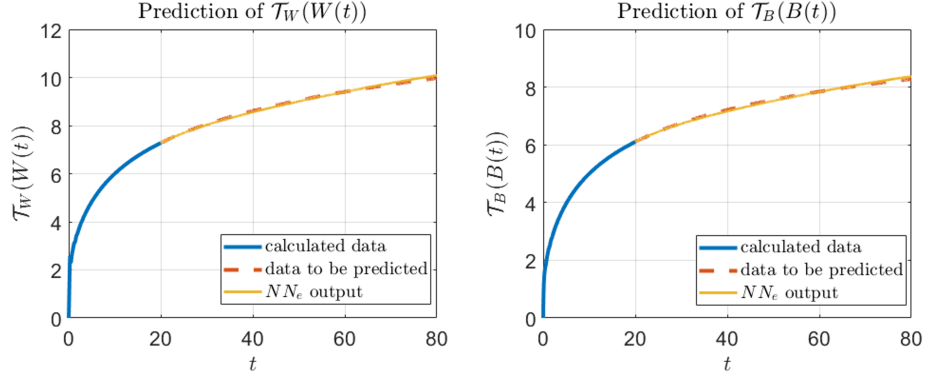 Prediction of 𝒯_W(W(t))
12
10
8
6
4
2
0
𝒯_W(W(t))
calculated data
data to be predicted
NN_e output
0 20 40 60 80
t
Prediction of 𝒯_B(B(t))
10
8
6
4
2
0
𝒯_B(B(t))
calculated data
data to be predicted
NN_e output
0 20 40 60 80
t